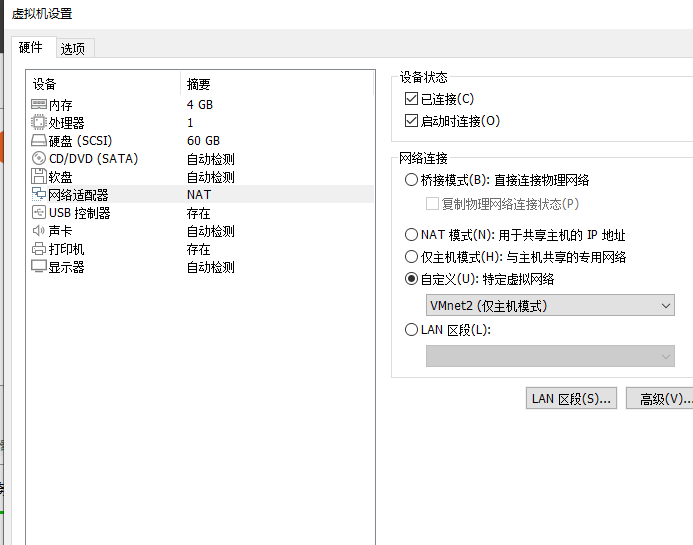 虚拟机设置
硬件 选项
设备 摘要
内存 4 GB
处理器 1
硬盘 (SCSI) 60 GB
CD/DVD (SATA) 自动检测
软盘 自动检测
网络适配器 NAT
USB 控制器 存在
声卡 自动检测
打印机 存在
显示器 自动检测
设备状态
已连接(C)
启动时连接(O)
网络连接
桥接模式(B): 直接连接物理网络
复制物理网络连接状态(P)
NAT 模式(N): 用于共享主机的 IP 地址
仅主机模式(H): 与主机共享的专用网络
自定义(U): 特定虚拟网络
VMnet2 (仅主机模式)
LAN 区段(L):
LAN 区段(S)... 高级(V)...